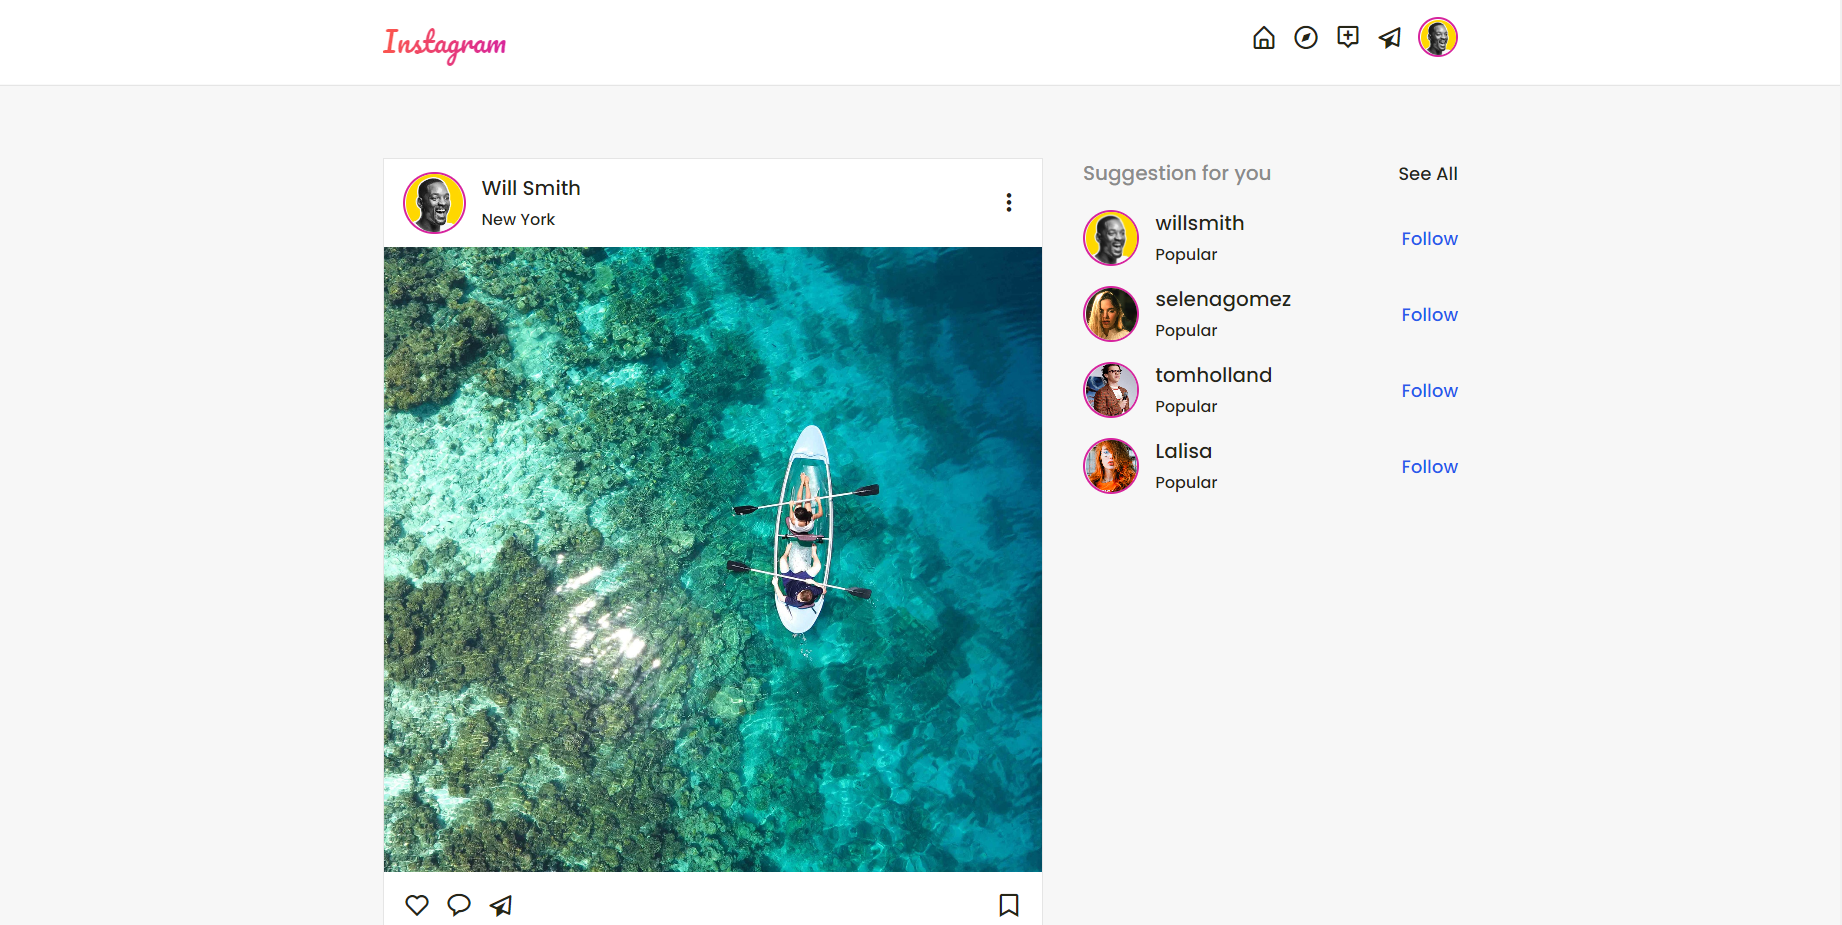 Instagram
Will Smith
New York
Suggestion for you
See All
willsmith
Popular
Follow
selenagomez
Popular
Follow
tomholland
Popular
Follow
Lalisa
Popular
Follow